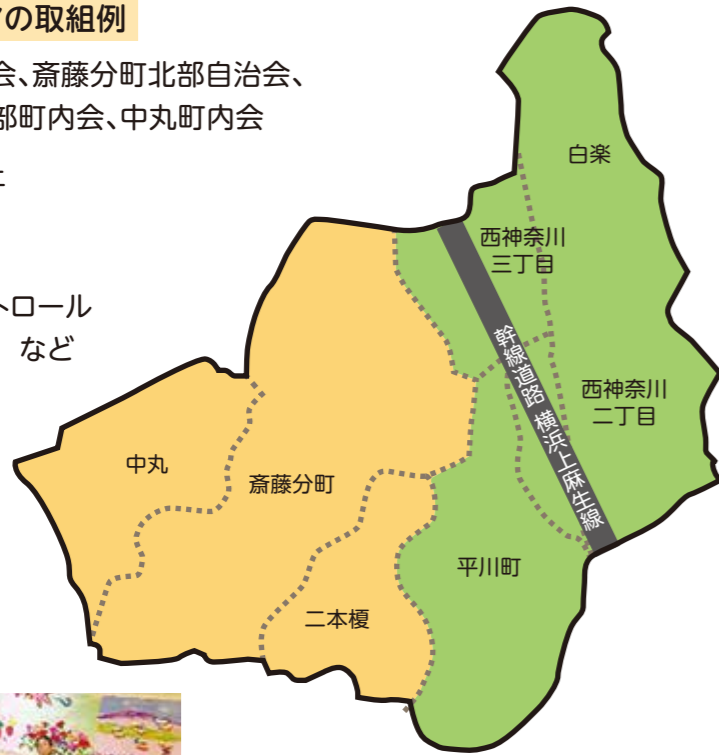 の取組例
会、斎藤分町北部自治会、
部町内会、中丸町内会
トロール
など
白楽
西神奈川
三丁目
幹線道路 横浜上麻生線
西神奈川
二丁目
中丸
斎藤分町
平川町
二本榎